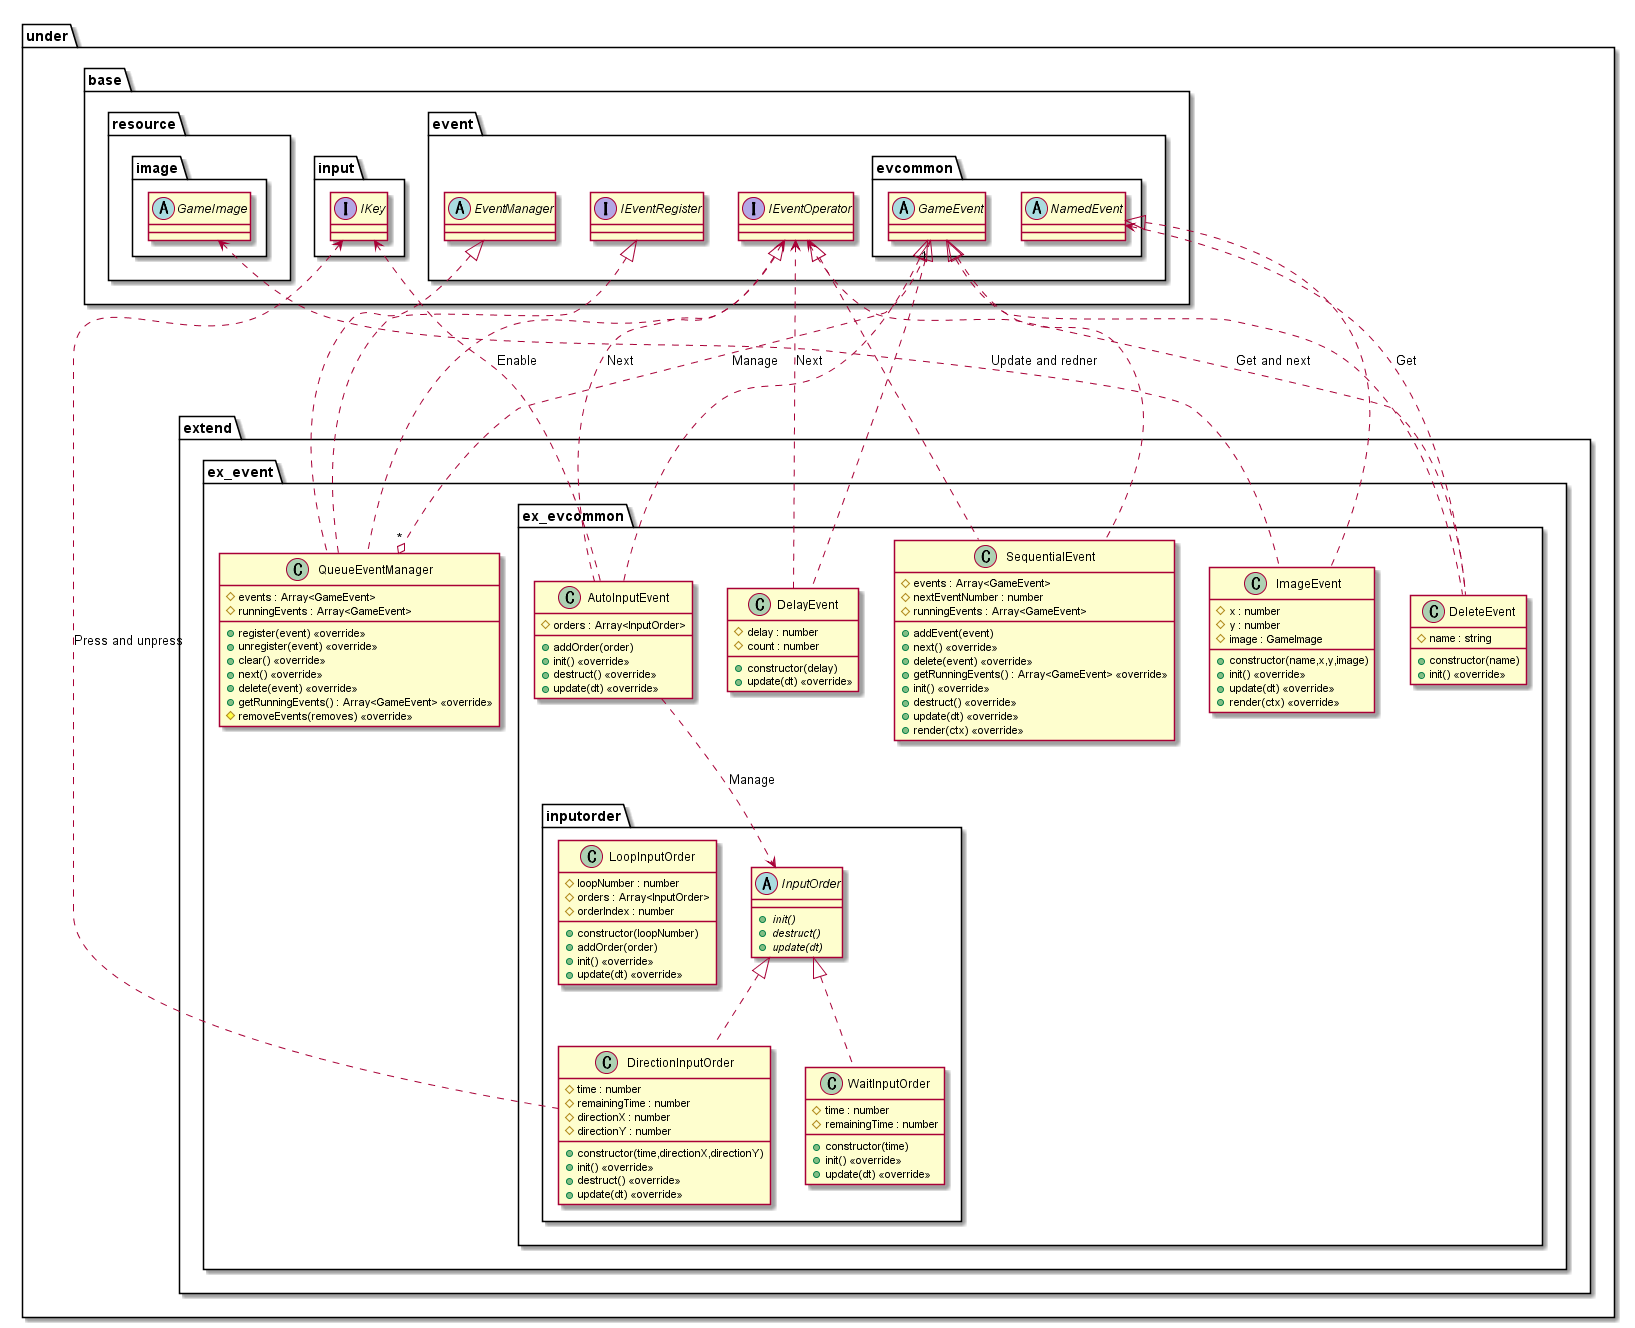 under
base
resource
event
image
input
evcommon
A GameImage
I IKey
A EventManager
I IEventRegister
I IEventOperator
A GameEvent
A NamedEvent
Enable
Next
Manage
Next
Update and redner
Get and next
Get
extend
ex_event
ex_evcommon
*
C QueueEventManager
events : Array<GameEvent>
runningEvents : Array<GameEvent>
register(event) «override»
unregister(event) «override»
clear() «override»
next() «override»
delete(event) «override»
getRunningEvents() : Array<GameEvent> «override»
removeEvents(removes) «override»
C AutoInputEvent
orders : Array<InputOrder>
addOrder(order)
init() «override»
destruct() «override»
update(dt) «override»
C DelayEvent
delay : number
count : number
constructor(delay)
update(dt) «override»
C SequentialEvent
events : Array<GameEvent>
nextEventNumber : number
runningEvents : Array<GameEvent>
addEvent(event)
next() «override»
delete(event) «override»
getRunningEvents() : Array<GameEvent> «override»
init() «override»
destruct() «override»
update(dt) «override»
render(ctx) «override»
C ImageEvent
x : number
y : number
image : GameImage
constructor(name,x,y,image)
init() «override»
update(dt) «override»
render(ctx) «override»
C DeleteEvent
name : string
constructor(name)
init() «override»
Press and unpress
Manage
inputorder
C LoopInputOrder
loopNumber : number
orders : Array<InputOrder>
orderIndex : number
constructor(loopNumber)
addOrder(order)
init() «override»
update(dt) «override»
A InputOrder
init()
destruct()
update(dt)
C DirectionInputOrder
time : number
remainingTime : number
directionX : number
directionY : number
constructor(time,directionX,directionY)
init() «override»
destruct() «override»
update(dt) «override»
C WaitInputOrder
time : number
remainingTime : number
constructor(time)
init() «override»
update(dt) «override»